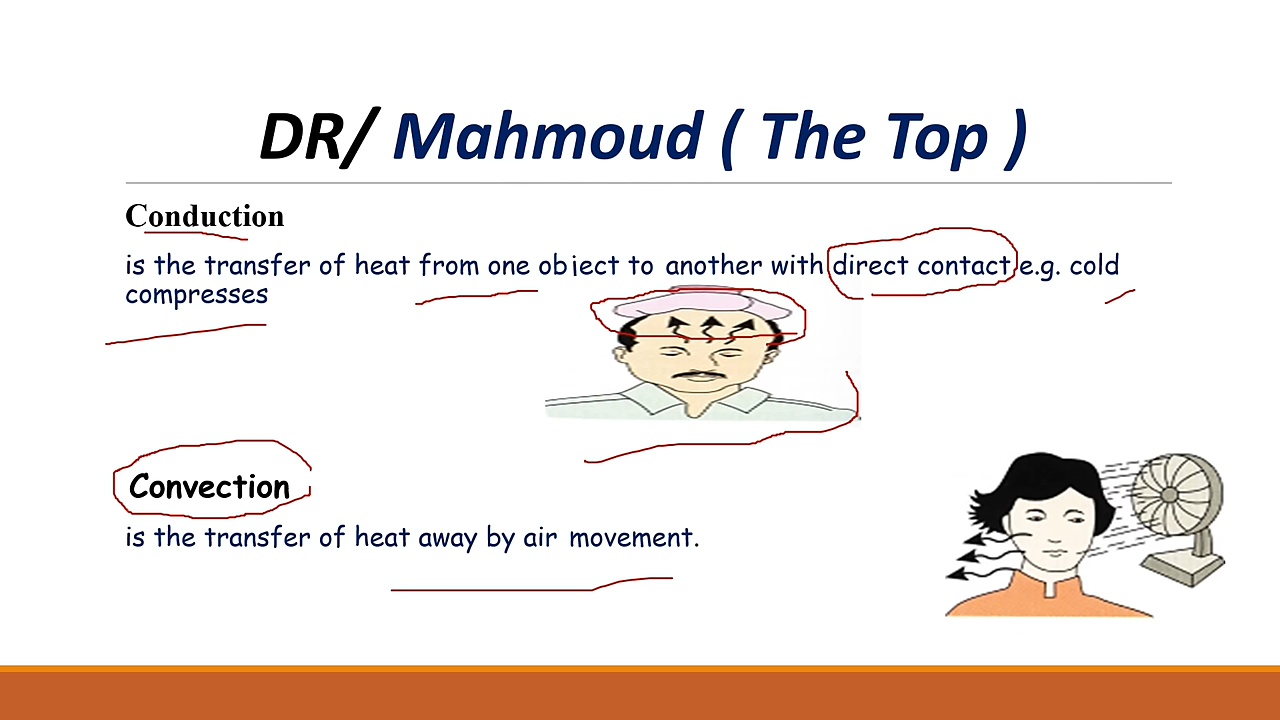 DR/ Mahmoud ( The Top )
Conduction
is the transfer of heat from one object to another with direct contact e.g. cold
compresses
Convection
is the transfer of heat away by air movement.